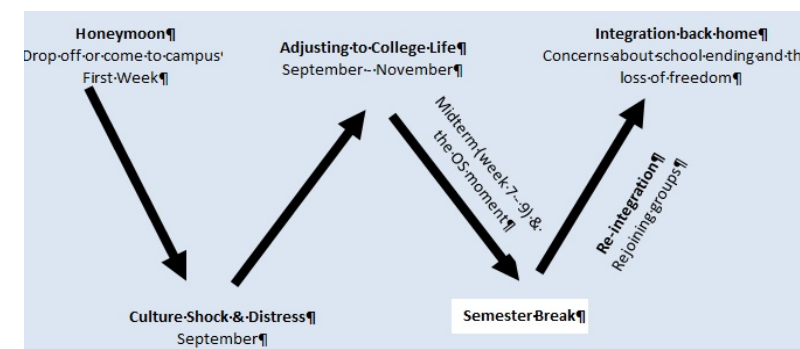 Honeymoon¶
Drop·off·or·come·to·campus'
First·Week¶
Adjusting·to·College·Life¶
September·-·November¶
Integration·back·home¶
Concerns·about·school·ending·and·th
loss·of·freedom¶
Midterm·(week·7·-·9)·&·
the·OS·moment¶
Re-integration¶
Rejoining·groups¶
Culture·Shock·&·Distress¶
September¶
Semester·Break¶